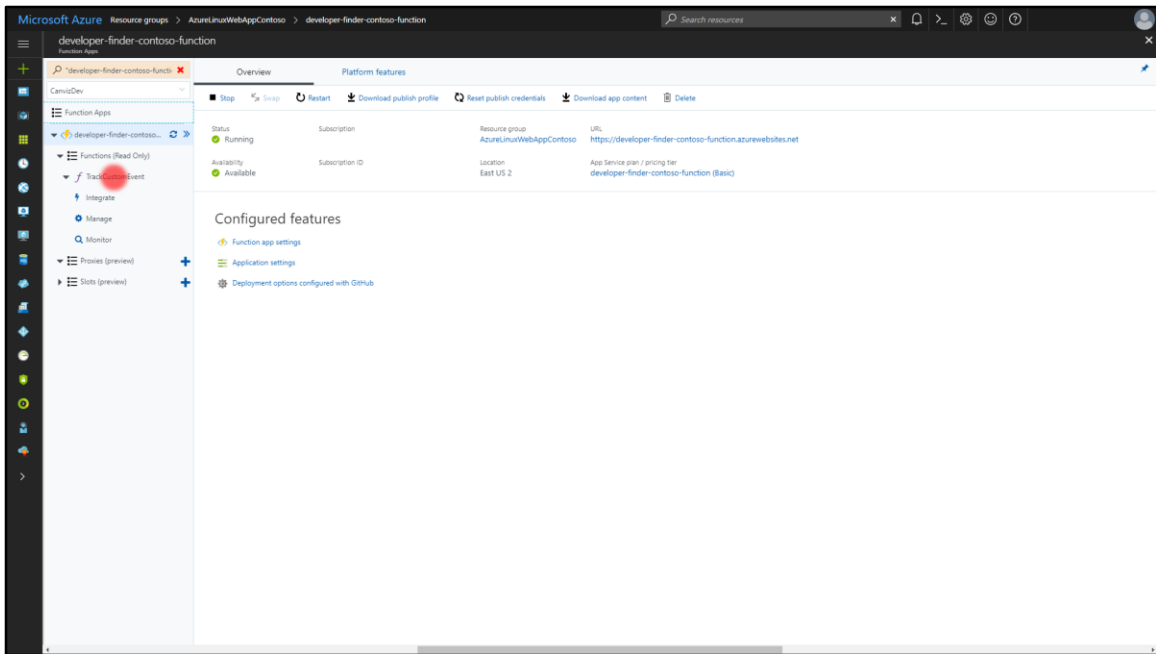 Microsoft Azure Resource groups > AzureLinuxWebAppContoso > developer-finder-contoso-function
Search resources
developer-finder-contoso-function
Function Apps
"developer-finder-contoso-functi
CanvizDev
Function Apps
developer-finder-contoso...
Functions (Read Only)
TrackCustomEvent
Integrate
Manage
Monitor
Proxies (preview)
Slots (preview)
Overview Platform features
Stop Swap Restart Download publish profile Reset publish credentials Download app content Delete
Status Subscription Resource group URL
Running AzureLinuxWebAppContoso https://developer-finder-contoso-function.azurewebsites.net
Availability Subscription ID Location App Service plan / pricing tier
Available East US 2 developer-finder-contoso-function (Basic)
Configured features
Function app settings
Application settings
Deployment options configured with GitHub